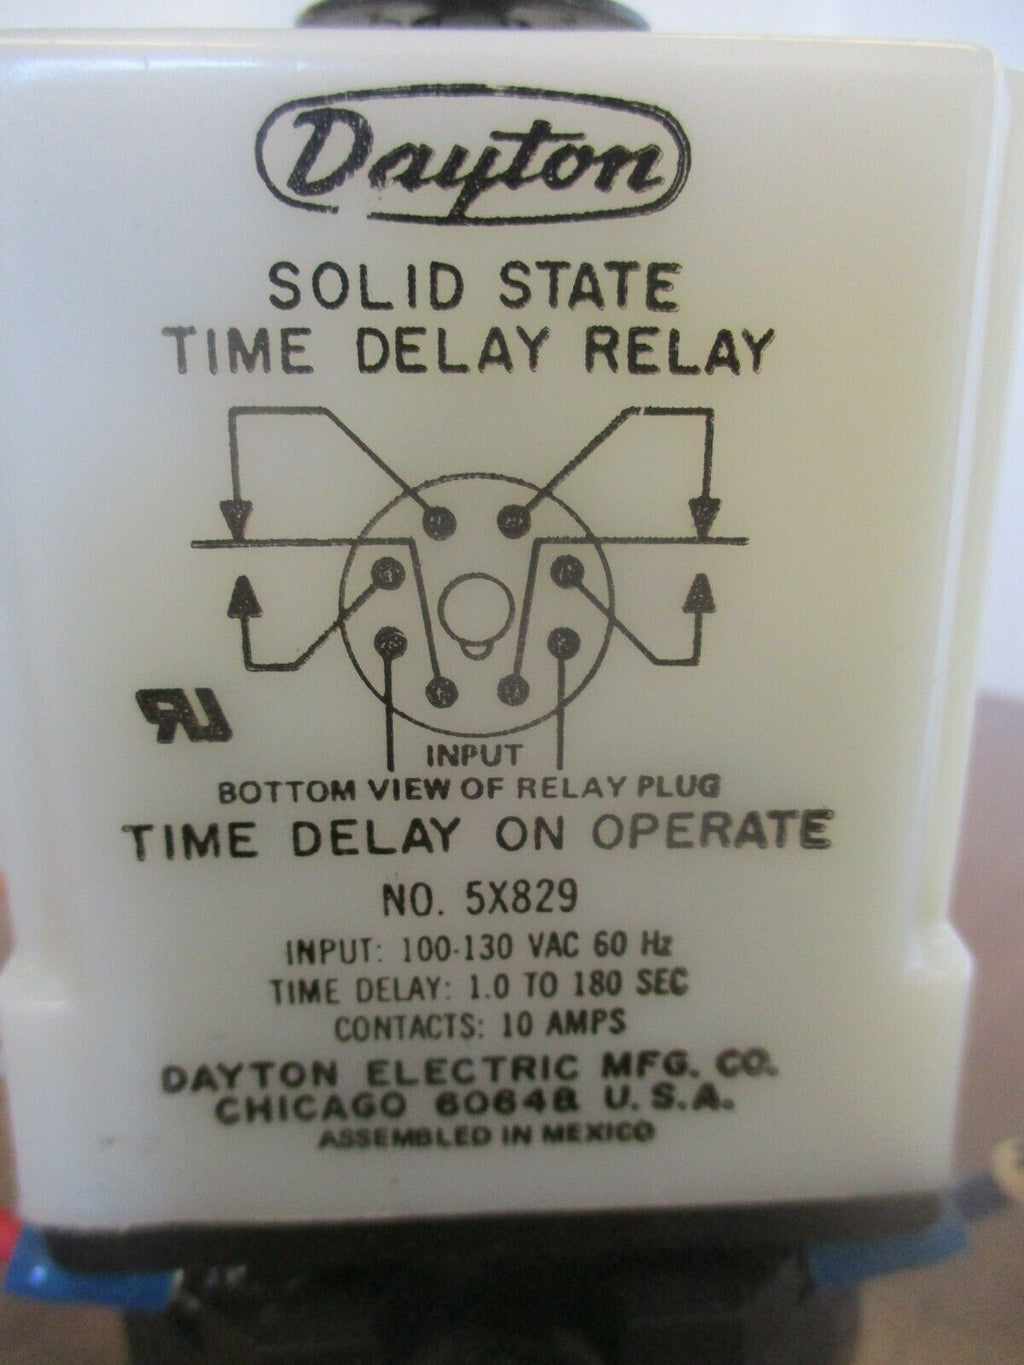 Dayton
SOLID STATE
TIME DELAY RELAY
INPUT
BOTTOM VIEW OF RELAY PLUG
TIME DELAY ON OPERATE
NO. 5X829
INPUT: 100-130 VAC 60 Hz
TIME DELAY: 1.0 TO 180 SEC
CONTACTS: 10 AMPS
DAYTON ELECTRIC MFG. CO.
CHICAGO 60648 U.S.A.
ASSEMBLED IN MEXICO